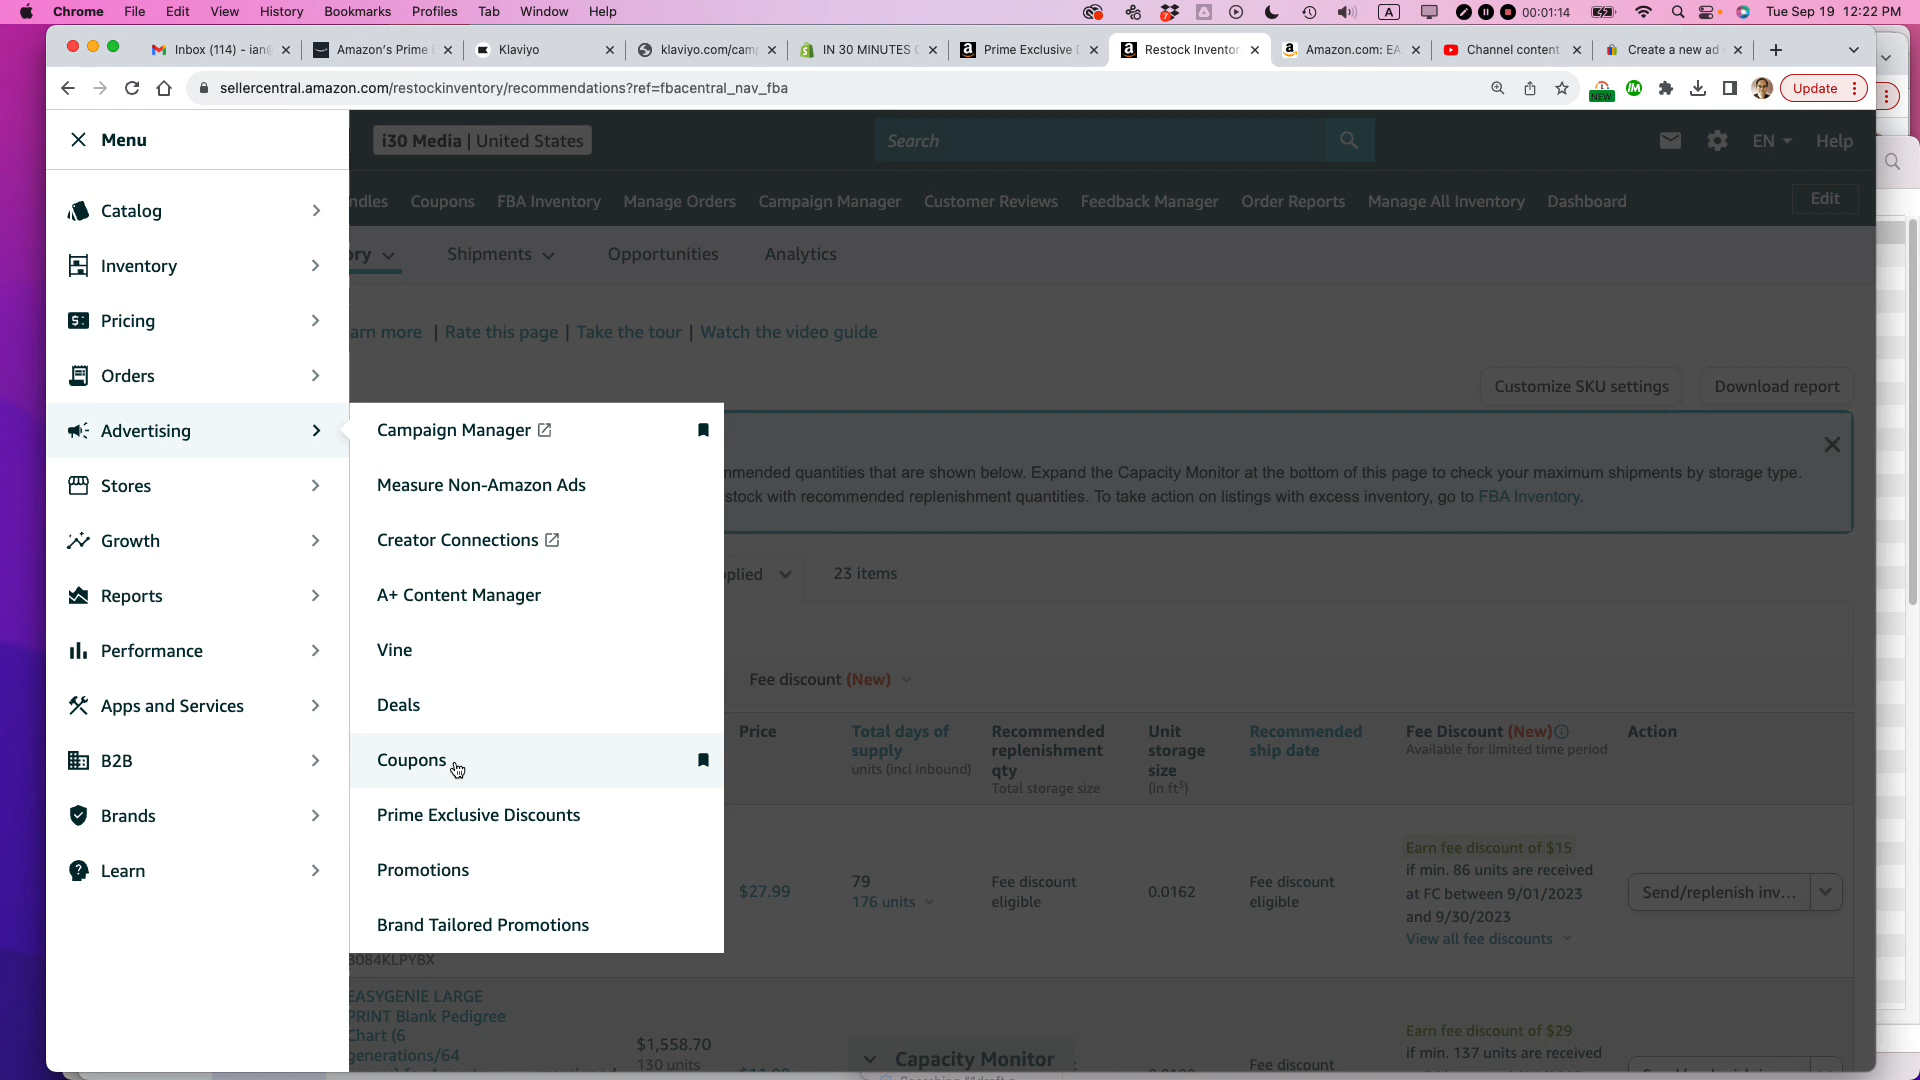 Chrome File Edit View History Bookmarks Profiles Tab Window Help
A 00:01:14 Tue Sep 19 12:22 PM
Inbox (114) - ian@ Amazon's Prime Klaviyo klaviyo.com/camp IN 30 MINUTES Prime Exclusive D Restock Inventor Amazon.com: EA Channel content Create a new ad
sellercentral.amazon.com/restockinventory/recommendations?ref=fbacentral_nav_fba
NEW Update
Menu
i30 Media | United States
Search
EN Help
ndles Coupons FBA Inventory Manage Orders Campaign Manager Customer Reviews Feedback Manager Order Reports Manage All Inventory Dashboard Edit
ory Shipments Opportunities Analytics
Catalog
Inventory
Pricing
Orders
Advertising
Stores
Growth
Reports
Performance
Apps and Services
B2B
Brands
Learn
Campaign Manager
Measure Non-Amazon Ads
Creator Connections
A+ Content Manager
Vine
Deals
Coupons
Prime Exclusive Discounts
Promotions
Brand Tailored Promotions
arn more | Rate this page | Take the tour | Watch the video guide
Customize SKU settings Download report
mmended quantities that are shown below. Expand the Capacity Monitor at the bottom of this page to check your maximum shipments by storage type.
stock with recommended replenishment quantities. To take action on listings with excess inventory, go to FBA Inventory.
plied 23 items
Fee discount (New)
Price
Total days of supply
units (incl inbound)
Recommended replenishment qty
Total storage size
Unit storage size
(in ft³)
Recommended ship date
Fee Discount (New)
Available for limited time period
Action
$27.99
79
176 units
Fee discount eligible
0.0162
Fee discount eligible
Earn fee discount of $15
if min. 86 units are received
at FC between 9/01/2023
and 9/30/2023
View all fee discounts
Send/replenish inv...
B084KLPYBX
EASYGENIE LARGE
PRINT Blank Pedigree
Chart (6
generations/64
$1,558.70
130 units
Capacity Monitor
Fee discount
Earn fee discount of $29
if min. 137 units are received